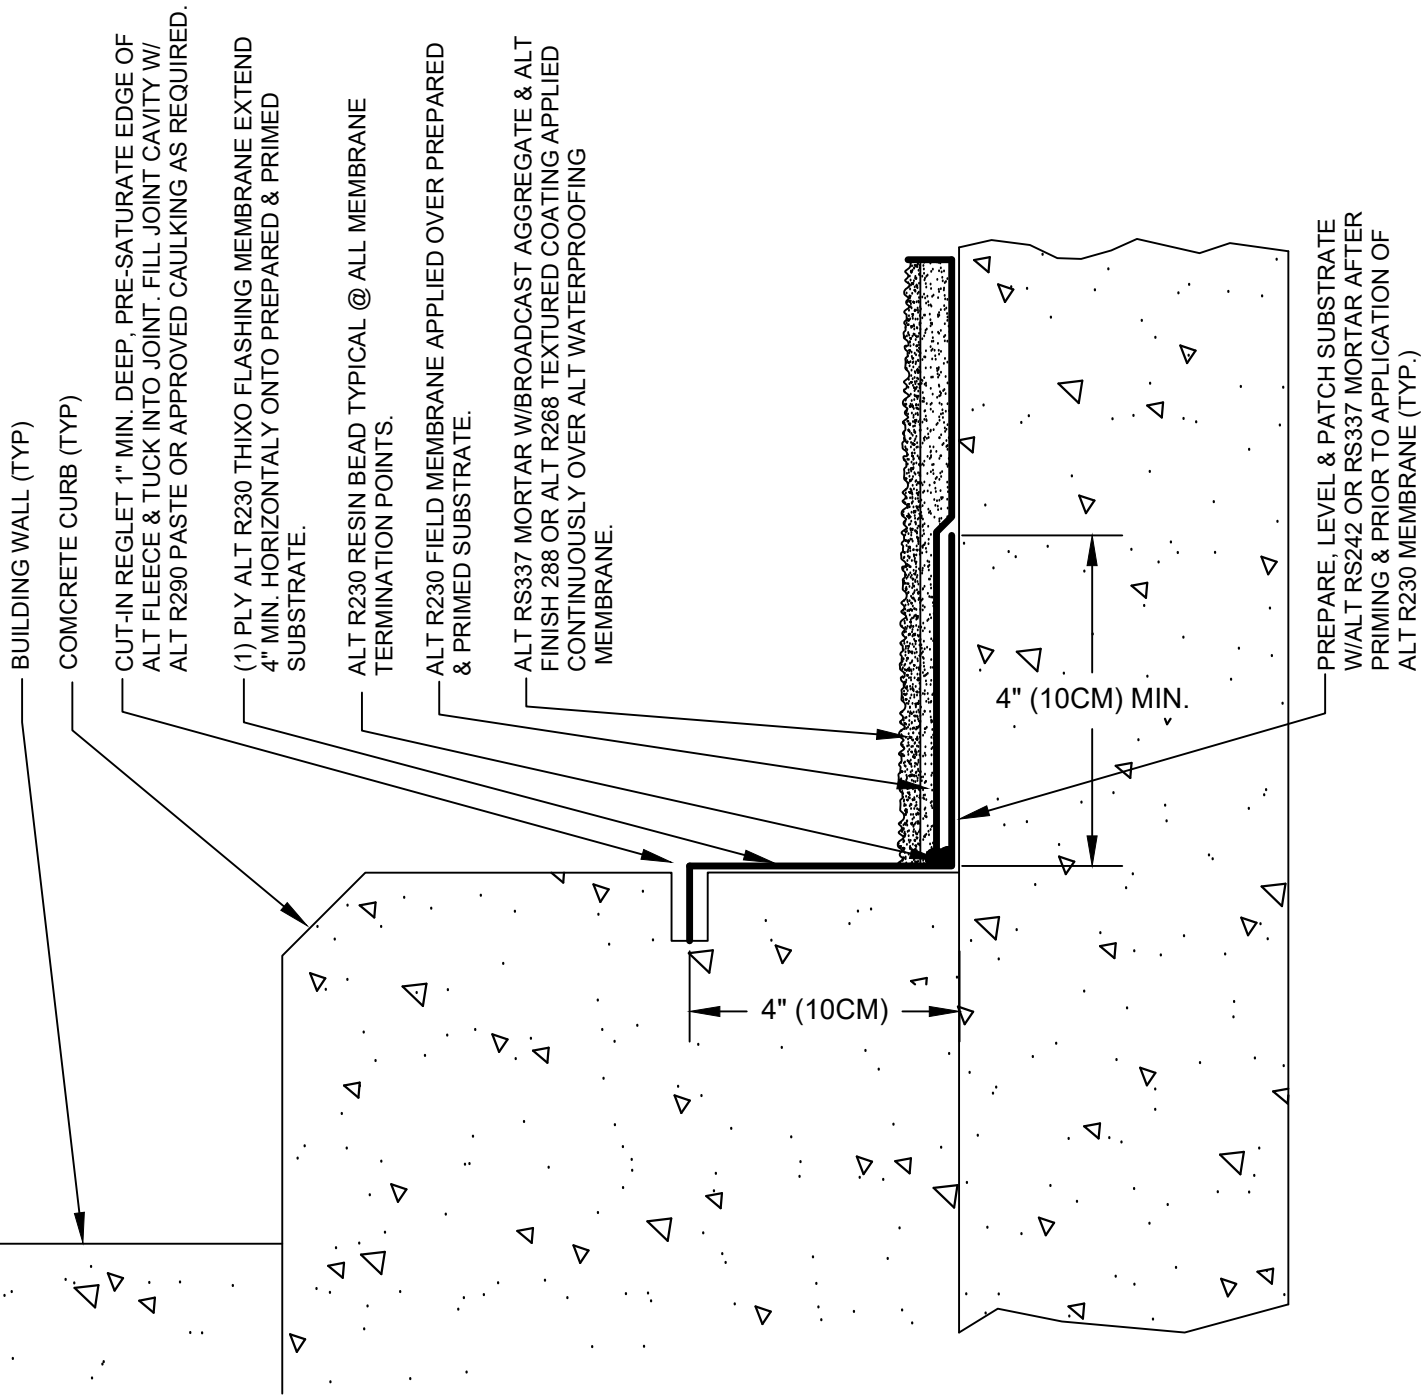 BUILDING WALL (TYP)
COMCRETE CURB (TYP)
CUT-IN REGLET 1" MIN. DEEP, PRE-SATURATE EDGE OF
ALT FLEECE & TUCK INTO JOINT. FILL JOINT CAVITY W/
ALT R290 PASTE OR APPROVED CAULKING AS REQUIRED.
(1) PLY ALT R230 THIXO FLASHING MEMBRANE EXTEND
4" MIN. HORIZONTALY ONTO PREPARED & PRIMED
SUBSTRATE.
ALT R230 RESIN BEAD TYPICAL @ ALL MEMBRANE
TERMINATION POINTS.
ALT R230 FIELD MEMBRANE APPLIED OVER PREPARED
& PRIMED SUBSTRATE.
ALT RS337 MORTAR W/BROADCAST AGGREGATE & ALT
FINISH 288 OR ALT R268 TEXTURED COATING APPLIED
CONTINUOUSLY OVER ALT WATERPROOFING
MEMBRANE.
4" (10CM) MIN.
4" (10CM)
PREPARE, LEVEL & PATCH SUBSTRATE
W/ALT RS242 OR RS337 MORTAR AFTER
PRIMING & PRIOR TO APPLICATION OF
ALT R230 MEMBRANE (TYP.)